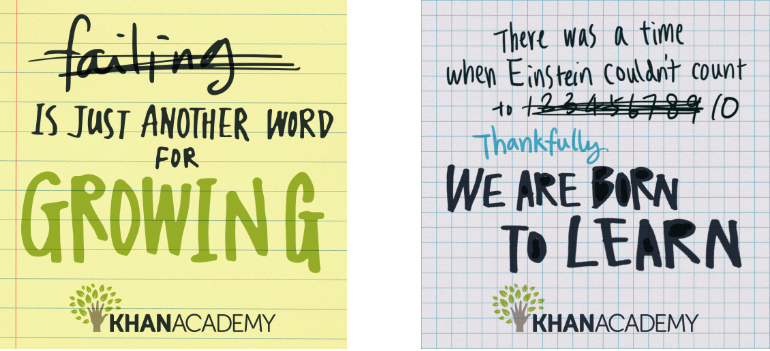 failing
IS JUST ANOTHER WORD
FOR
GROWING
KHANACADEMY
There was a time
when Einstein couldn't count
to 1 2 3 4 5 6 7 8 9 10
Thankfully
WE ARE BORN
TO LEARN
KHANACADEMY